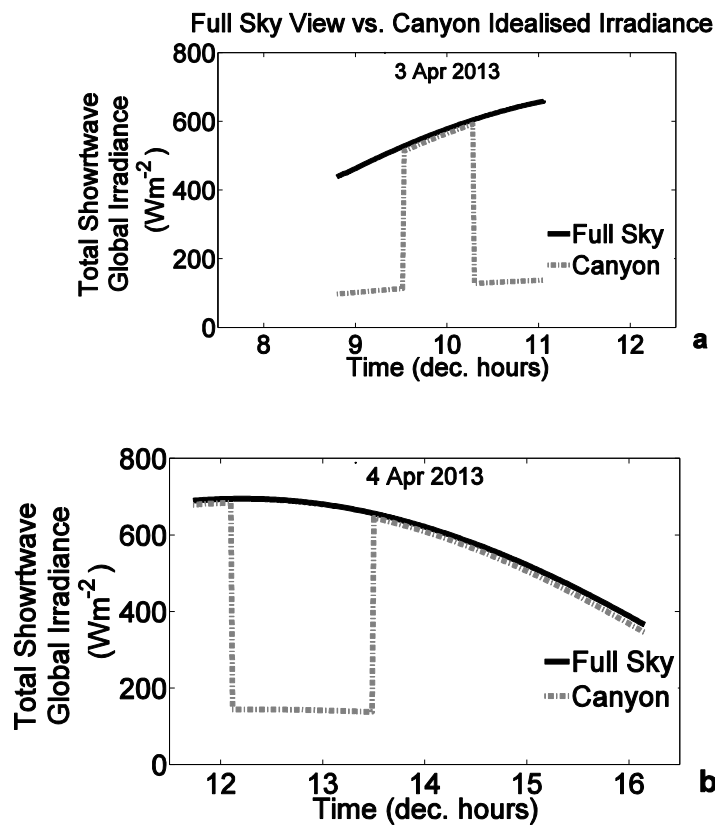 Full Sky View vs. Canyon Idealised Irradiance
3 Apr 2013
Total Showrtwave
Global Irradiance
(Wm-2)
800
600
400
200
0
Full Sky
Canyon
8 9 10 11 12
Time (dec. hours)
a
4 Apr 2013
Total Showrtwave
Global Irradiance
(Wm-2)
800
600
400
200
0
Full Sky
Canyon
12 13 14 15 16
Time (dec. hours)
b